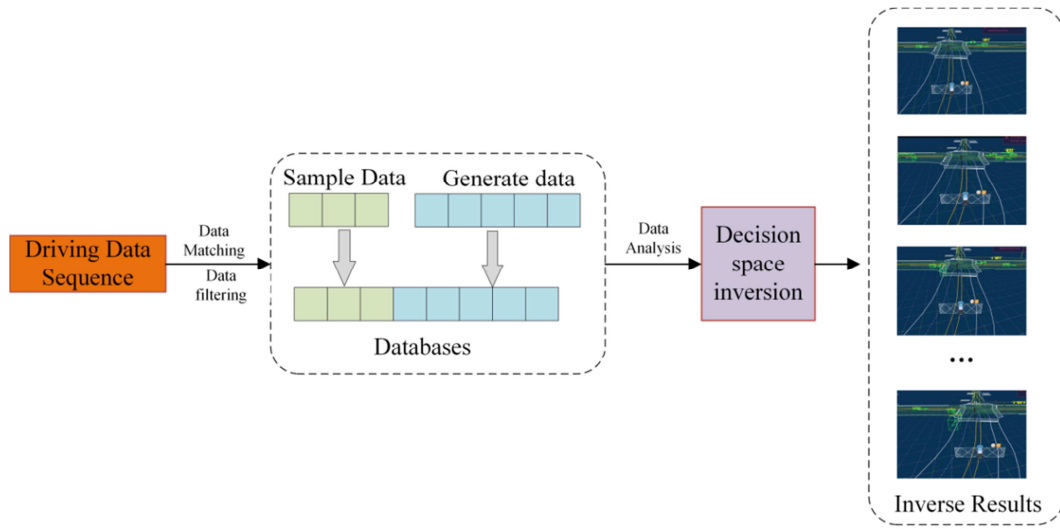 Driving Data
Sequence
Data
Matching
Data
filtering
Sample Data
Generate data
Databases
Data
Analysis
Decision
space
inversion
...
Inverse Results